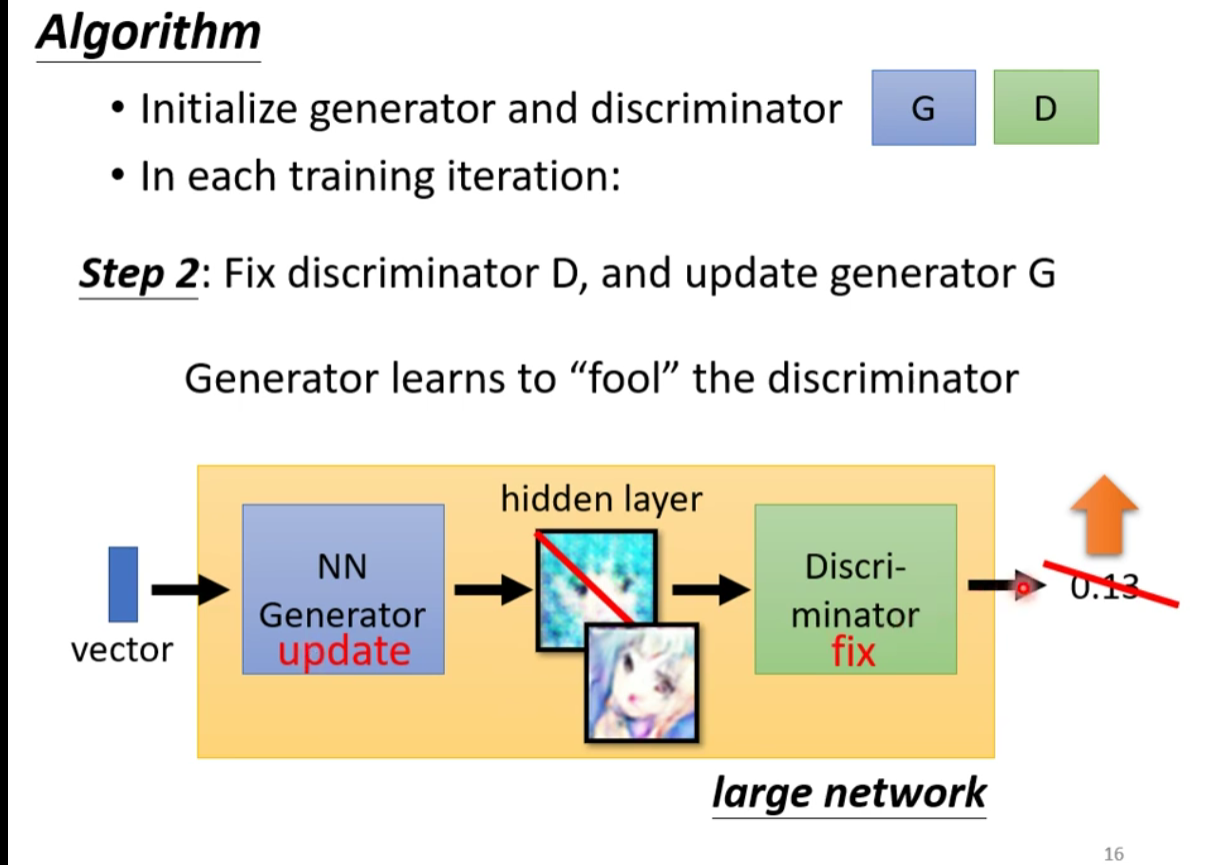 Algorithm
• Initialize generator and discriminator G D
• In each training iteration:
Step 2: Fix discriminator D, and update generator G
Generator learns to “fool” the discriminator
hidden layer
NN
Generator
update
Discri-
minator
fix
vector
0.13
large network
16